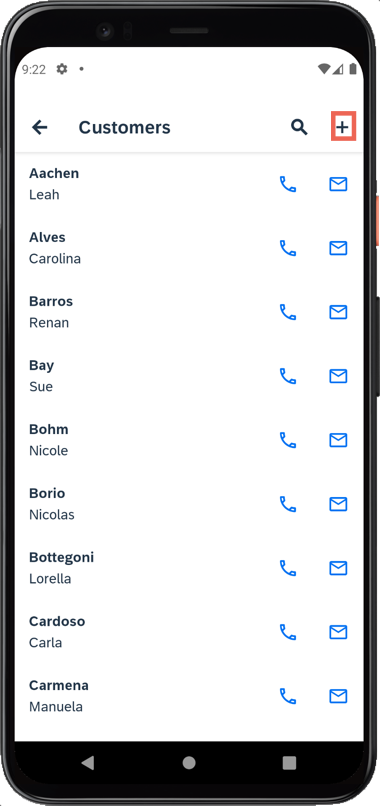 9:22
Customers
Aachen
Leah
Alves
Carolina
Barros
Renan
Bay
Sue
Bohm
Nicole
Borio
Nicolas
Bottegoni
Lorella
Cardoso
Carla
Carmena
Manuela